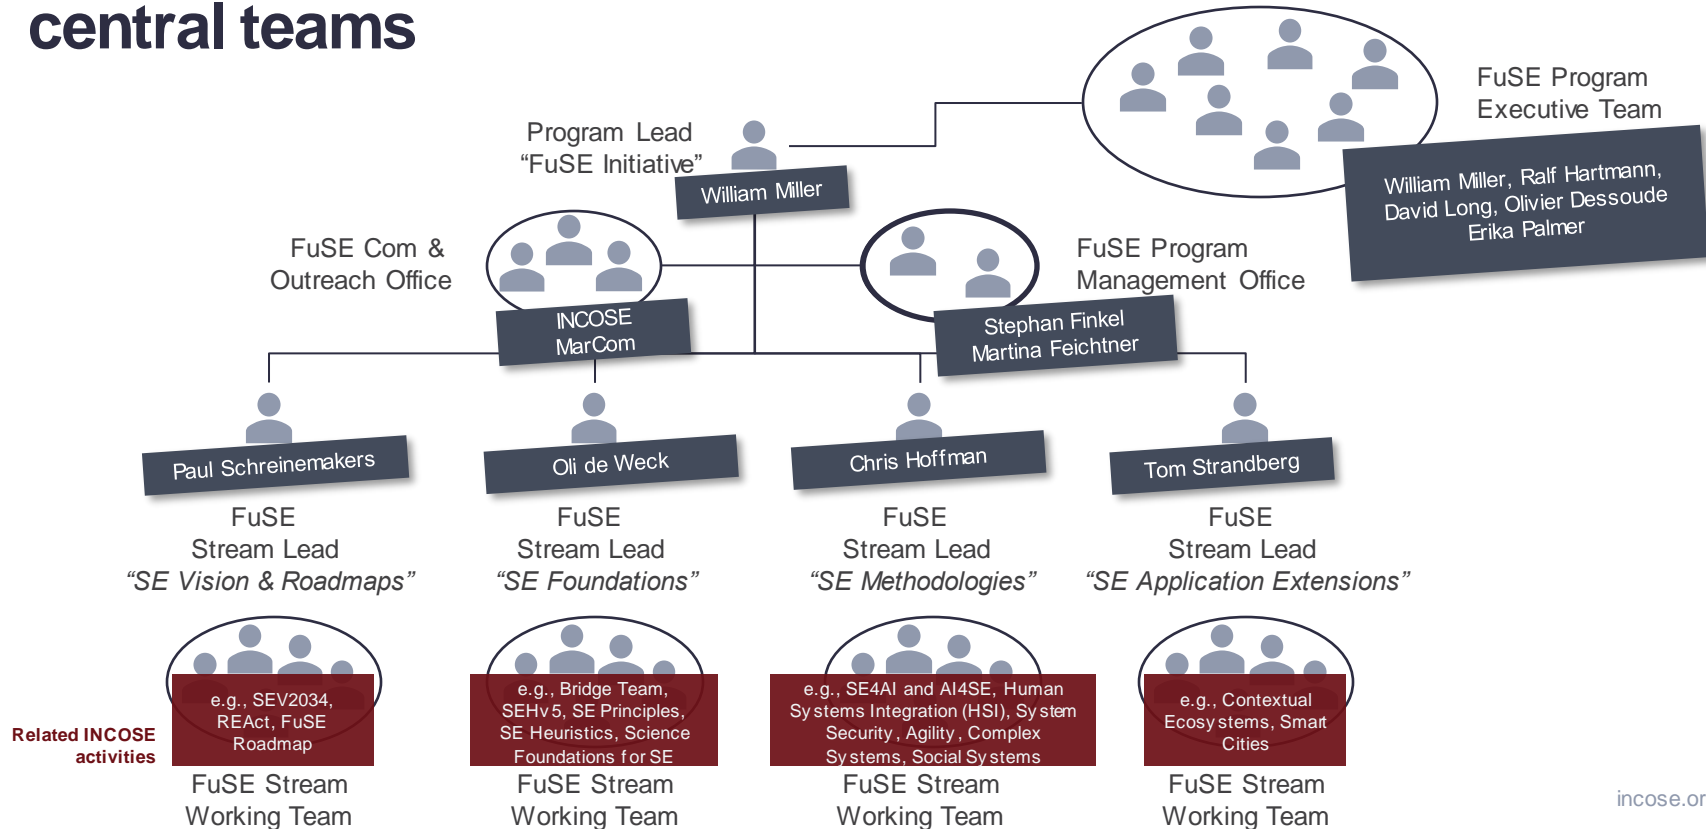 central teams
FuSE Program
Executive Team
William Miller, Ralf Hartmann,
David Long, Olivier Dessoude
Erika Palmer
Program Lead
“FuSE Initiative”
William Miller
FuSE Com &
Outreach Office
INCOSE
MarCom
FuSE Program
Management Office
Stephan Finkel
Martina Feichtner
Paul Schreinemakers
Oli de Weck
Chris Hoffman
Tom Strandberg
FuSE
Stream Lead
“SE Vision & Roadmaps”
FuSE
Stream Lead
“SE Foundations”
FuSE
Stream Lead
“SE Methodologies”
FuSE
Stream Lead
“SE Application Extensions”
Related INCOSE
activities
e.g., SEV2034,
REAct, FuSE
Roadmap
e.g., Bridge Team,
SEHv5, SE Principles,
SE Heuristics, Science
Foundations for SE
e.g., SE4AI and AI4SE, Human
Systems Integration (HSI), System
Security, Agility, Complex
Systems, Social Systems
e.g., Contextual
Ecosystems, Smart
Cities
FuSE Stream
Working Team
FuSE Stream
Working Team
FuSE Stream
Working Team
FuSE Stream
Working Team
incose.or